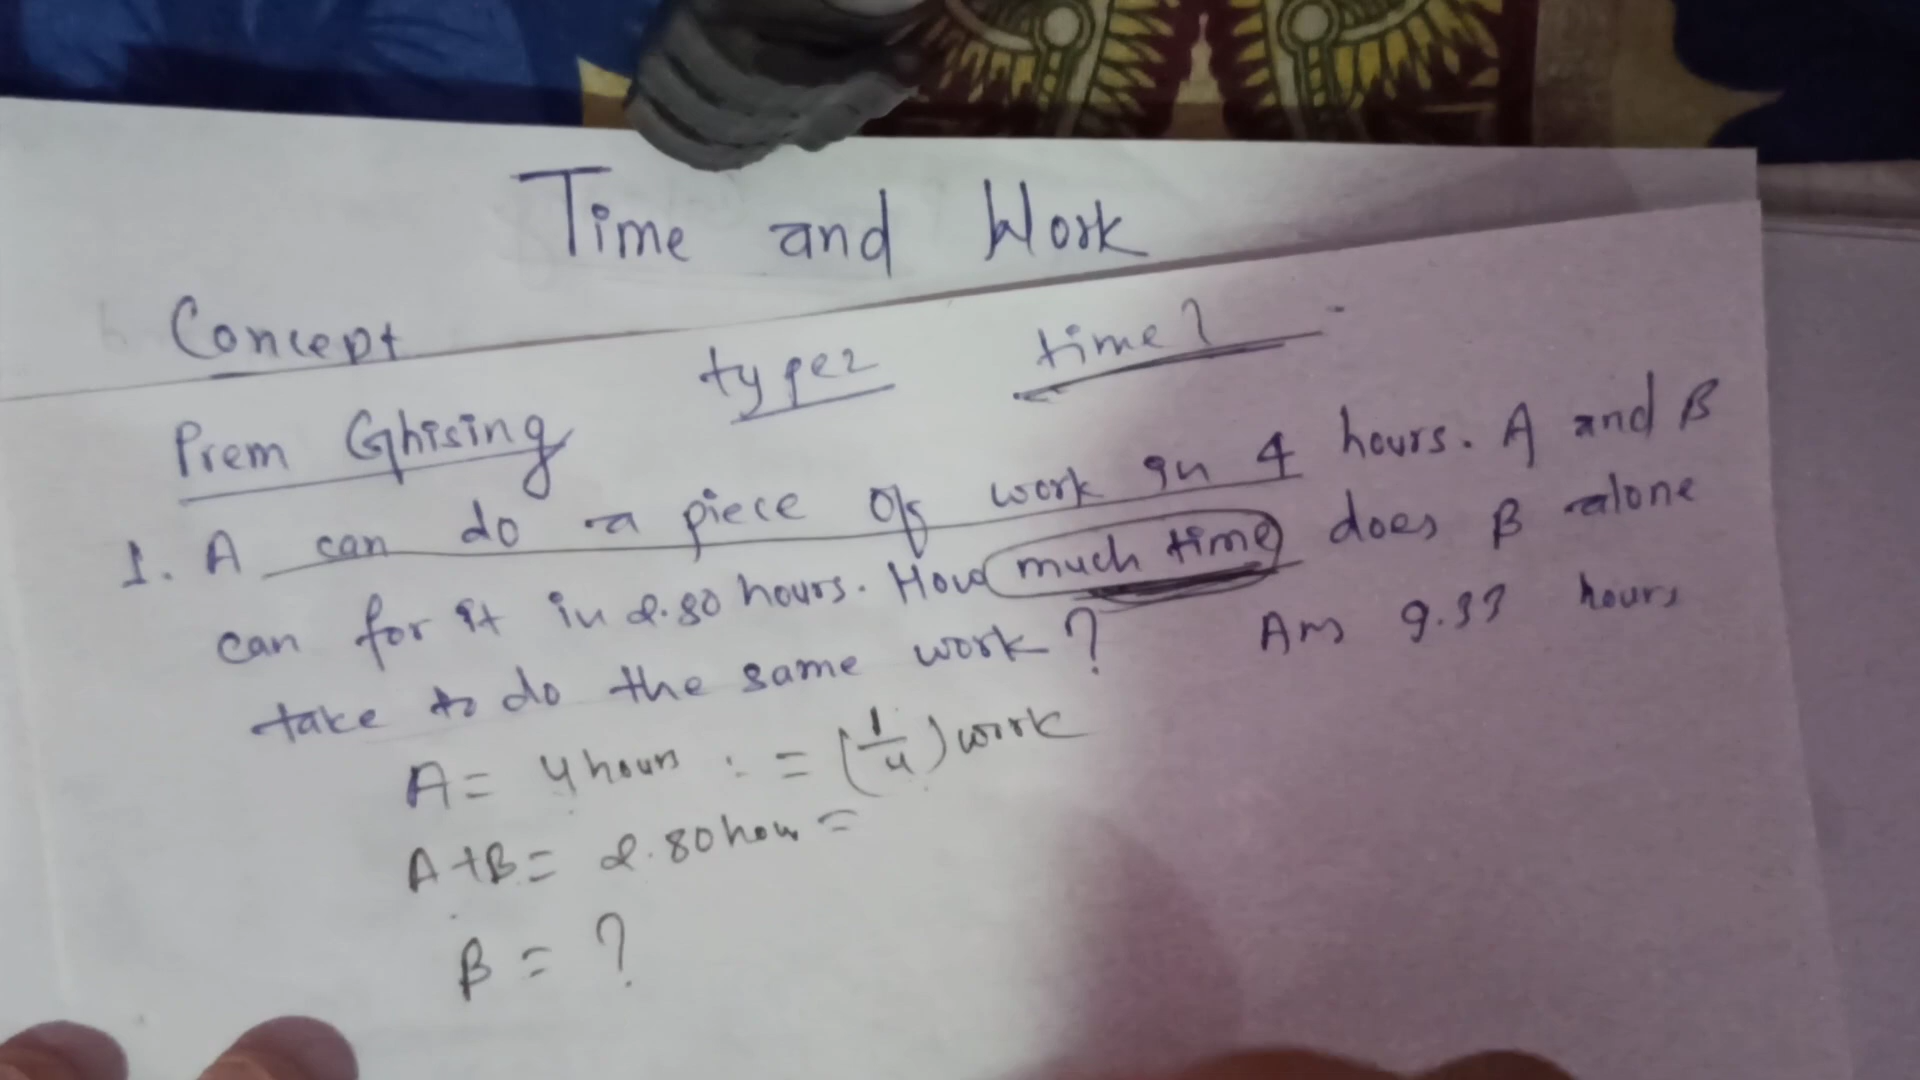 Time and Work
Concept
type2 time?
Prem Ghising
1. A can do a piece of work in 4 hours. A and B
can for it in 2.80 hours. How much time does B alone
take to do the same work? Ans 9.33 hours
A = 4 hours : = (1/4) work
A+B = 2.80 hour =
B = ?